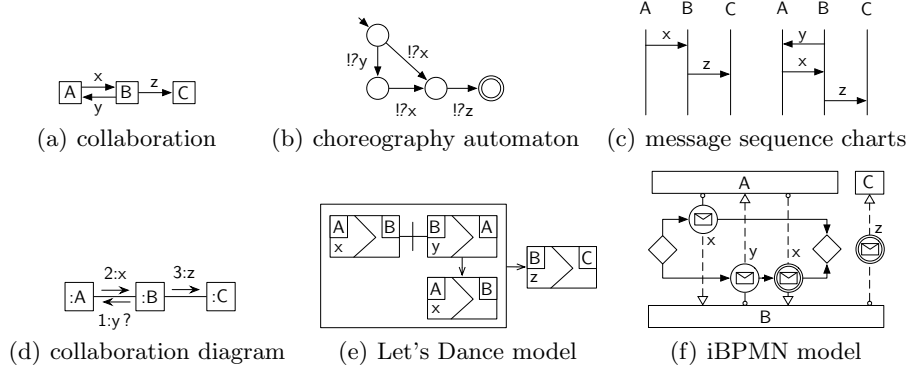 A B C A B C
x
y
z
A B C
x
y
z
(a) collaboration
!?y
!?x
!?x
!?z
(b) choreography automaton
x
z
y
x
z
(c) message sequence charts
2:x
3:z
:A :B :C
1:y?
(d) collaboration diagram
A B
x
B A
y
A B
x
B C
z
(e) Let's Dance model
A C
x
y
x
z
B
(f) iBPMN model